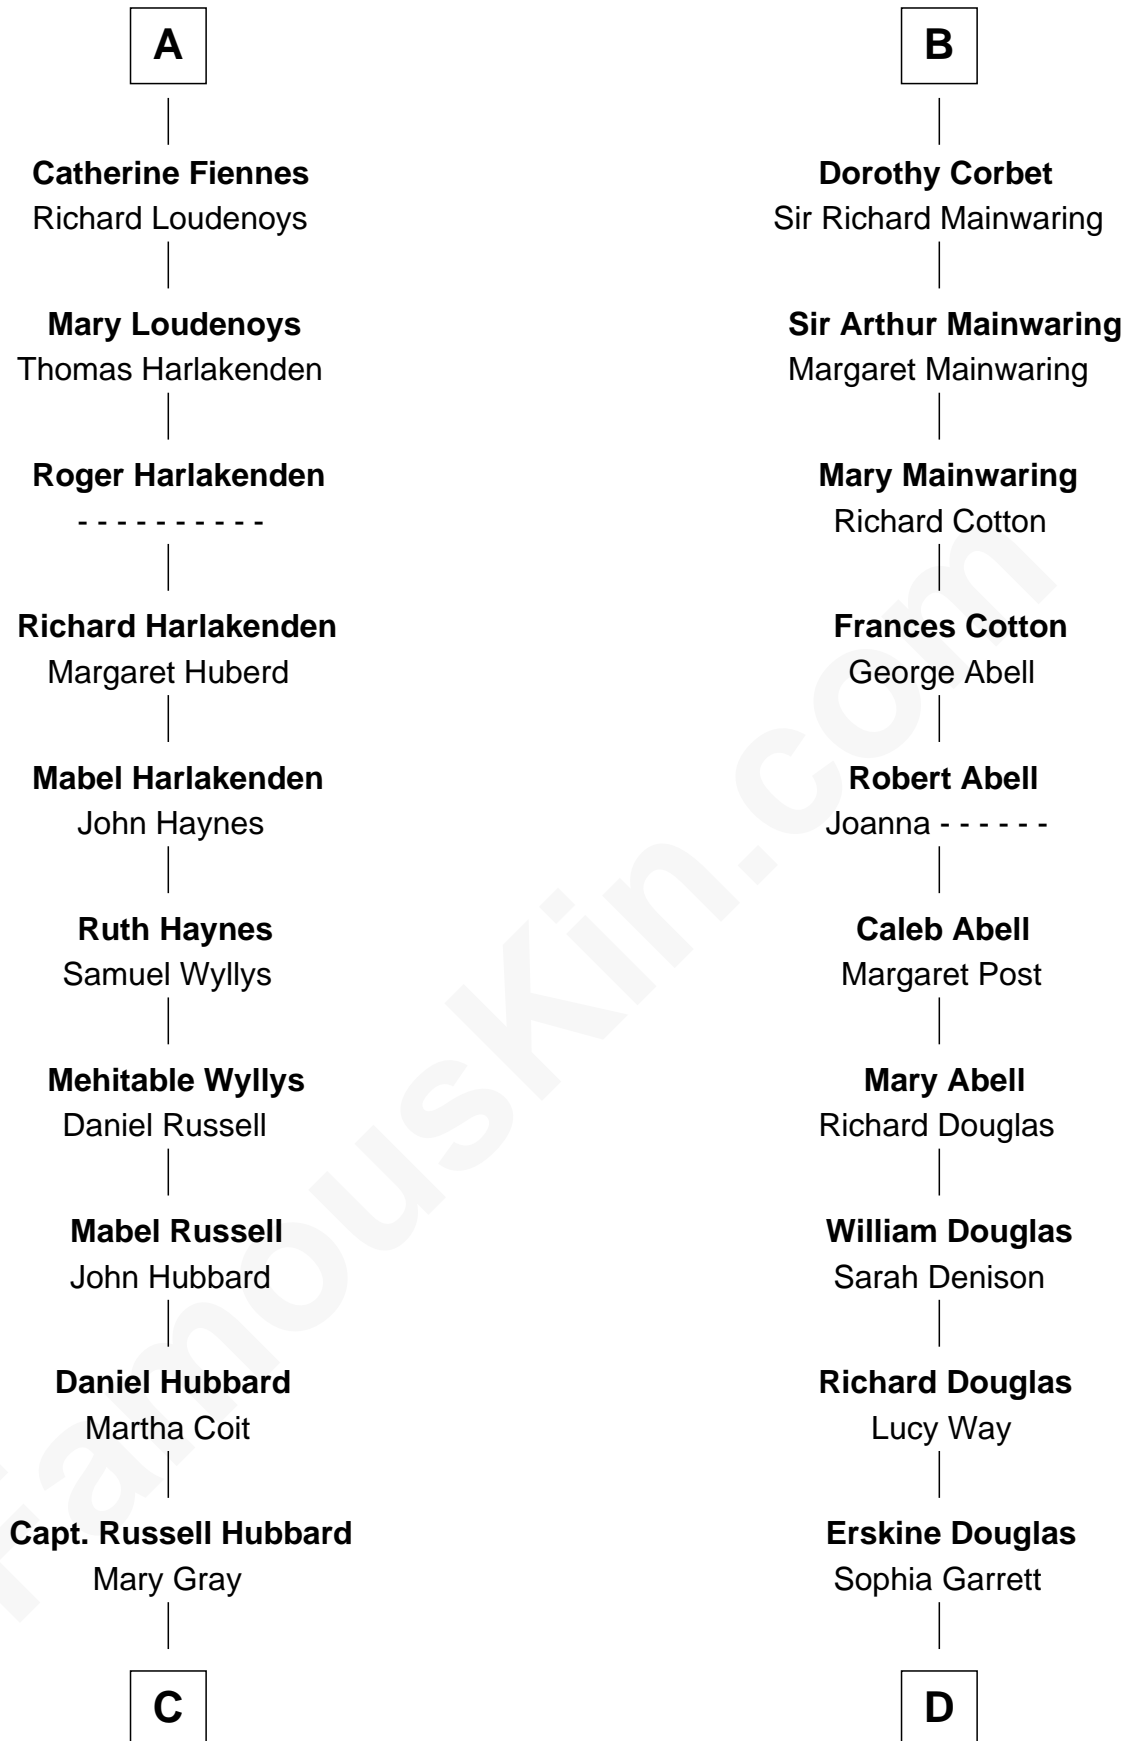 A
Catherine Fiennes
Richard Loudenoys
Mary Loudenoys
Thomas Harlakenden
Roger Harlakenden
- - - - - - - - - -
Richard Harlakenden
Margaret Huberd
Mabel Harlakenden
John Haynes
Ruth Haynes
Samuel Wyllys
Mehitable Wyllys
Daniel Russell
Mabel Russell
John Hubbard
Daniel Hubbard
Martha Coit
Capt. Russell Hubbard
Mary Gray
C
B
Dorothy Corbet
Sir Richard Mainwaring
Sir Arthur Mainwaring
Margaret Mainwaring
Mary Mainwaring
Richard Cotton
Frances Cotton
George Abell
Robert Abell
Joanna - - - - - -
Caleb Abell
Margaret Post
Mary Abell
Richard Douglas
William Douglas
Sarah Denison
Richard Douglas
Lucy Way
Erskine Douglas
Sophia Garrett
D
FamousKin.com